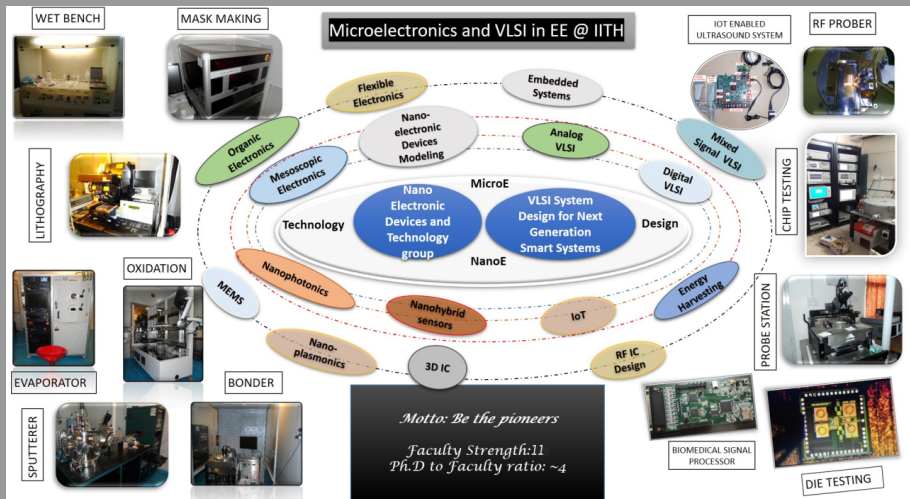 WET BENCH
MASK MAKING
Microelectronics and VLSI in EE @ IITH
IOT ENABLED
ULTRASOUND SYSTEM
RF PROBER
LITHOGRAPHY
Flexible
Electronics
Embedded
Systems
Organic
Electronics
Nano-
electronic
Devices
Modeling
Analog
VLSI
Mixed
Signal VLSI
Mesoscopic
Electronics
Digital
VLSI
CHIP TESTING
MicroE
Technology
Nano
Electronic
Devices and
Technology
group
VLSI System
Design for Next
Generation
Smart Systems
Design
NanoE
OXIDATION
MEMS
Nanophotonics
Nanohybrid
sensors
IoT
Energy
Harvesting
PROBE STATION
Nano-
plasmonics
3D IC
RF IC
Design
EVAPORATOR
BONDER
SPUTTERER
Motto: Be the pioneers
Faculty Strength:11
Ph.D to Faculty ratio: ~4
BIOMEDICAL SIGNAL
PROCESSOR
DIE TESTING